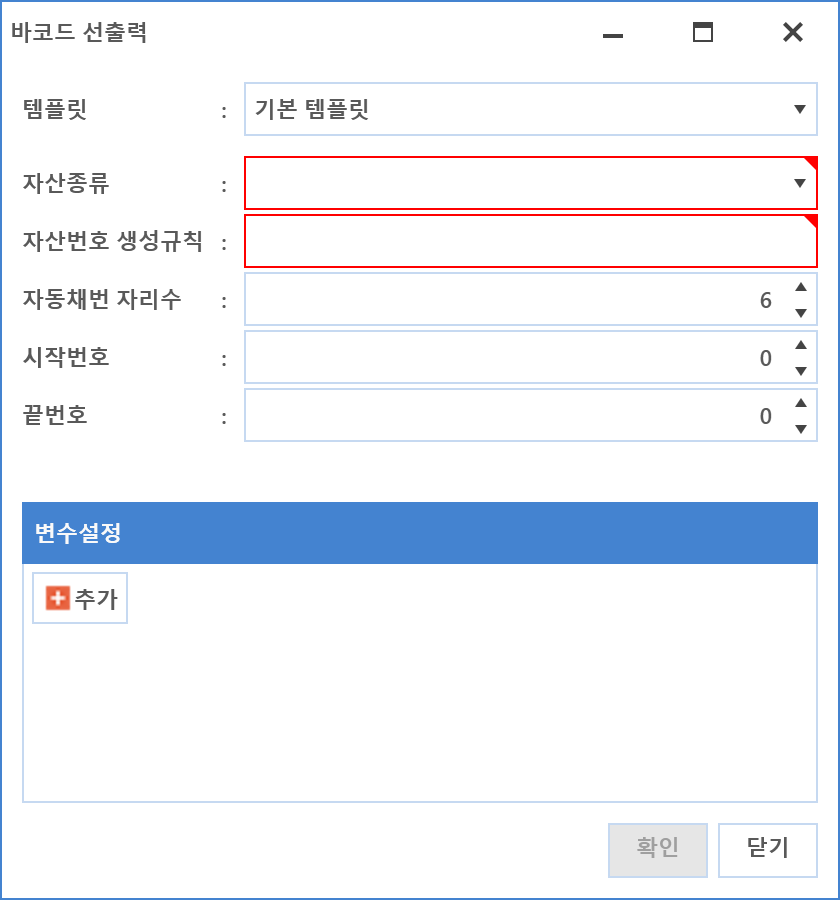 바코드 선출력
템플릿 : 기본 템플릿
자산종류 :
자산번호 생성규칙 :
자동채번 자리수 : 6
시작번호 : 0
끝번호 : 0
변수설정
추가
확인 닫기